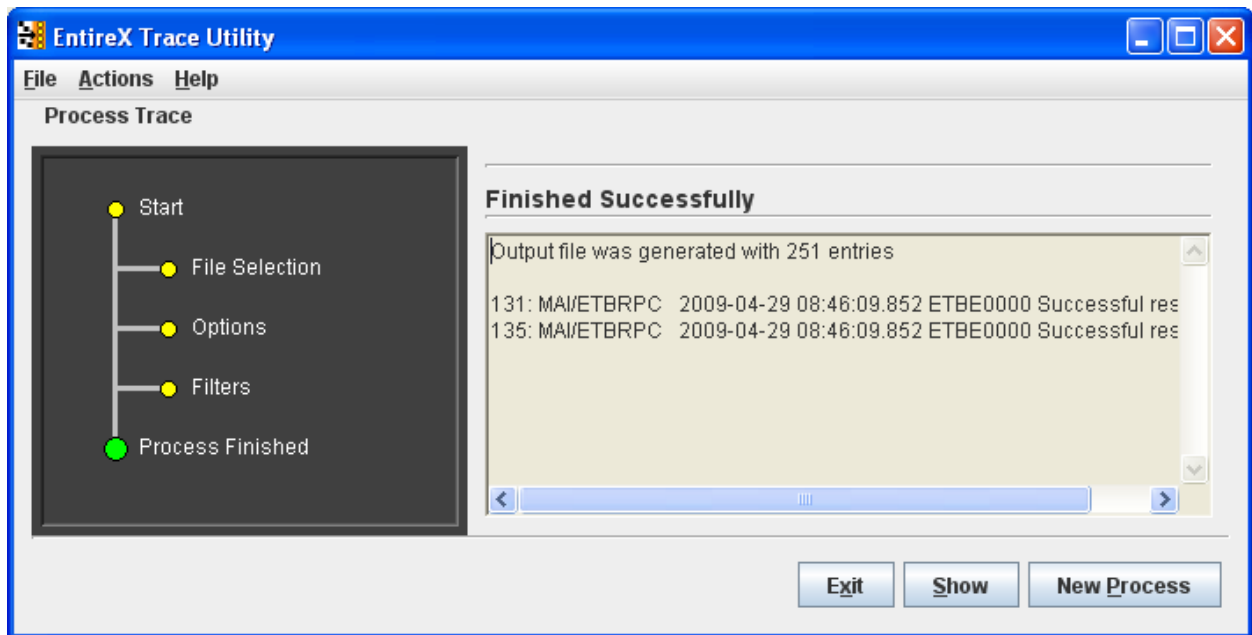 EntireX Trace Utility
File Actions Help
Process Trace
Start
File Selection
Options
Filters
Process Finished
Finished Successfully
Output file was generated with 251 entries
131: MAI/ETBRPC 2009-04-29 08:46:09.852 ETBE0000 Successful res
135: MAI/ETBRPC 2009-04-29 08:46:09.852 ETBE0000 Successful res
Exit Show New Process